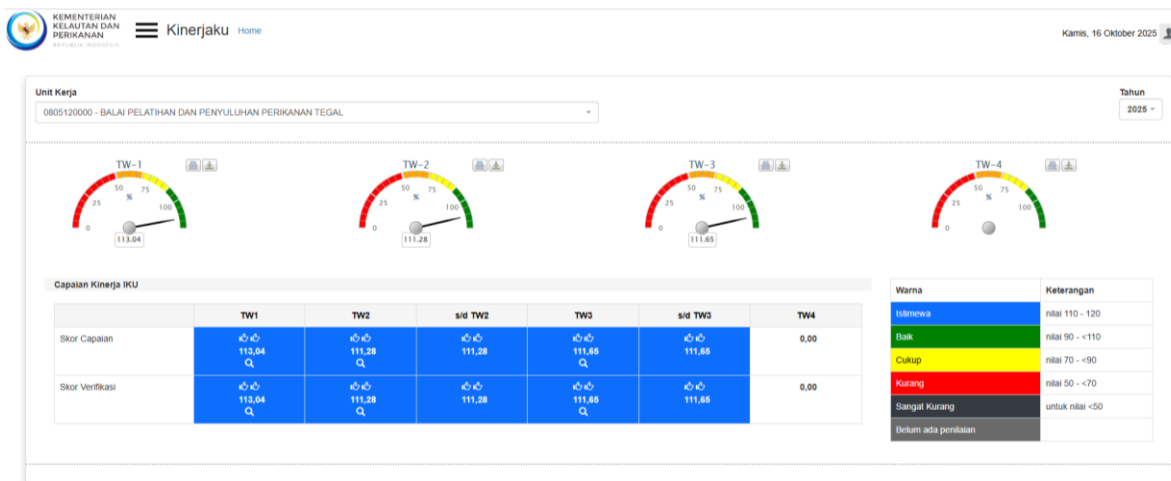 KEMENTERIAN
KELAUTAN DAN
PERIKANAN
REPUBLIK INDONESIA
Kinerjaku Home
Kamis, 16 Oktober 2025
Unit Kerja
Tahun
0805120000 - BALAI PELATIHAN DAN PENYULUHAN PERIKANAN TEGAL
2025
TW-1
0 25 50 75 100
%
113.04
TW-2
0 25 50 75 100
%
111.28
TW-3
0 25 50 75 100
%
111.65
TW-4
0 25 50 75 100
%
Capaian Kinerja IKU
TW1 TW2 s/d TW2 TW3 s/d TW3 TW4
Skor Capaian 113,04 111,28 111,28 111,65 111,65 0,00
Skor Verifikasi 113,04 111,28 111,28 111,65 111,65 0,00
Warna Keterangan
Istimewa nilai 110 - 120
Baik nilai 90 - <110
Cukup nilai 70 - <90
Kurang nilai 50 - <70
Sangat Kurang untuk nilai <50
Belum ada penilaian